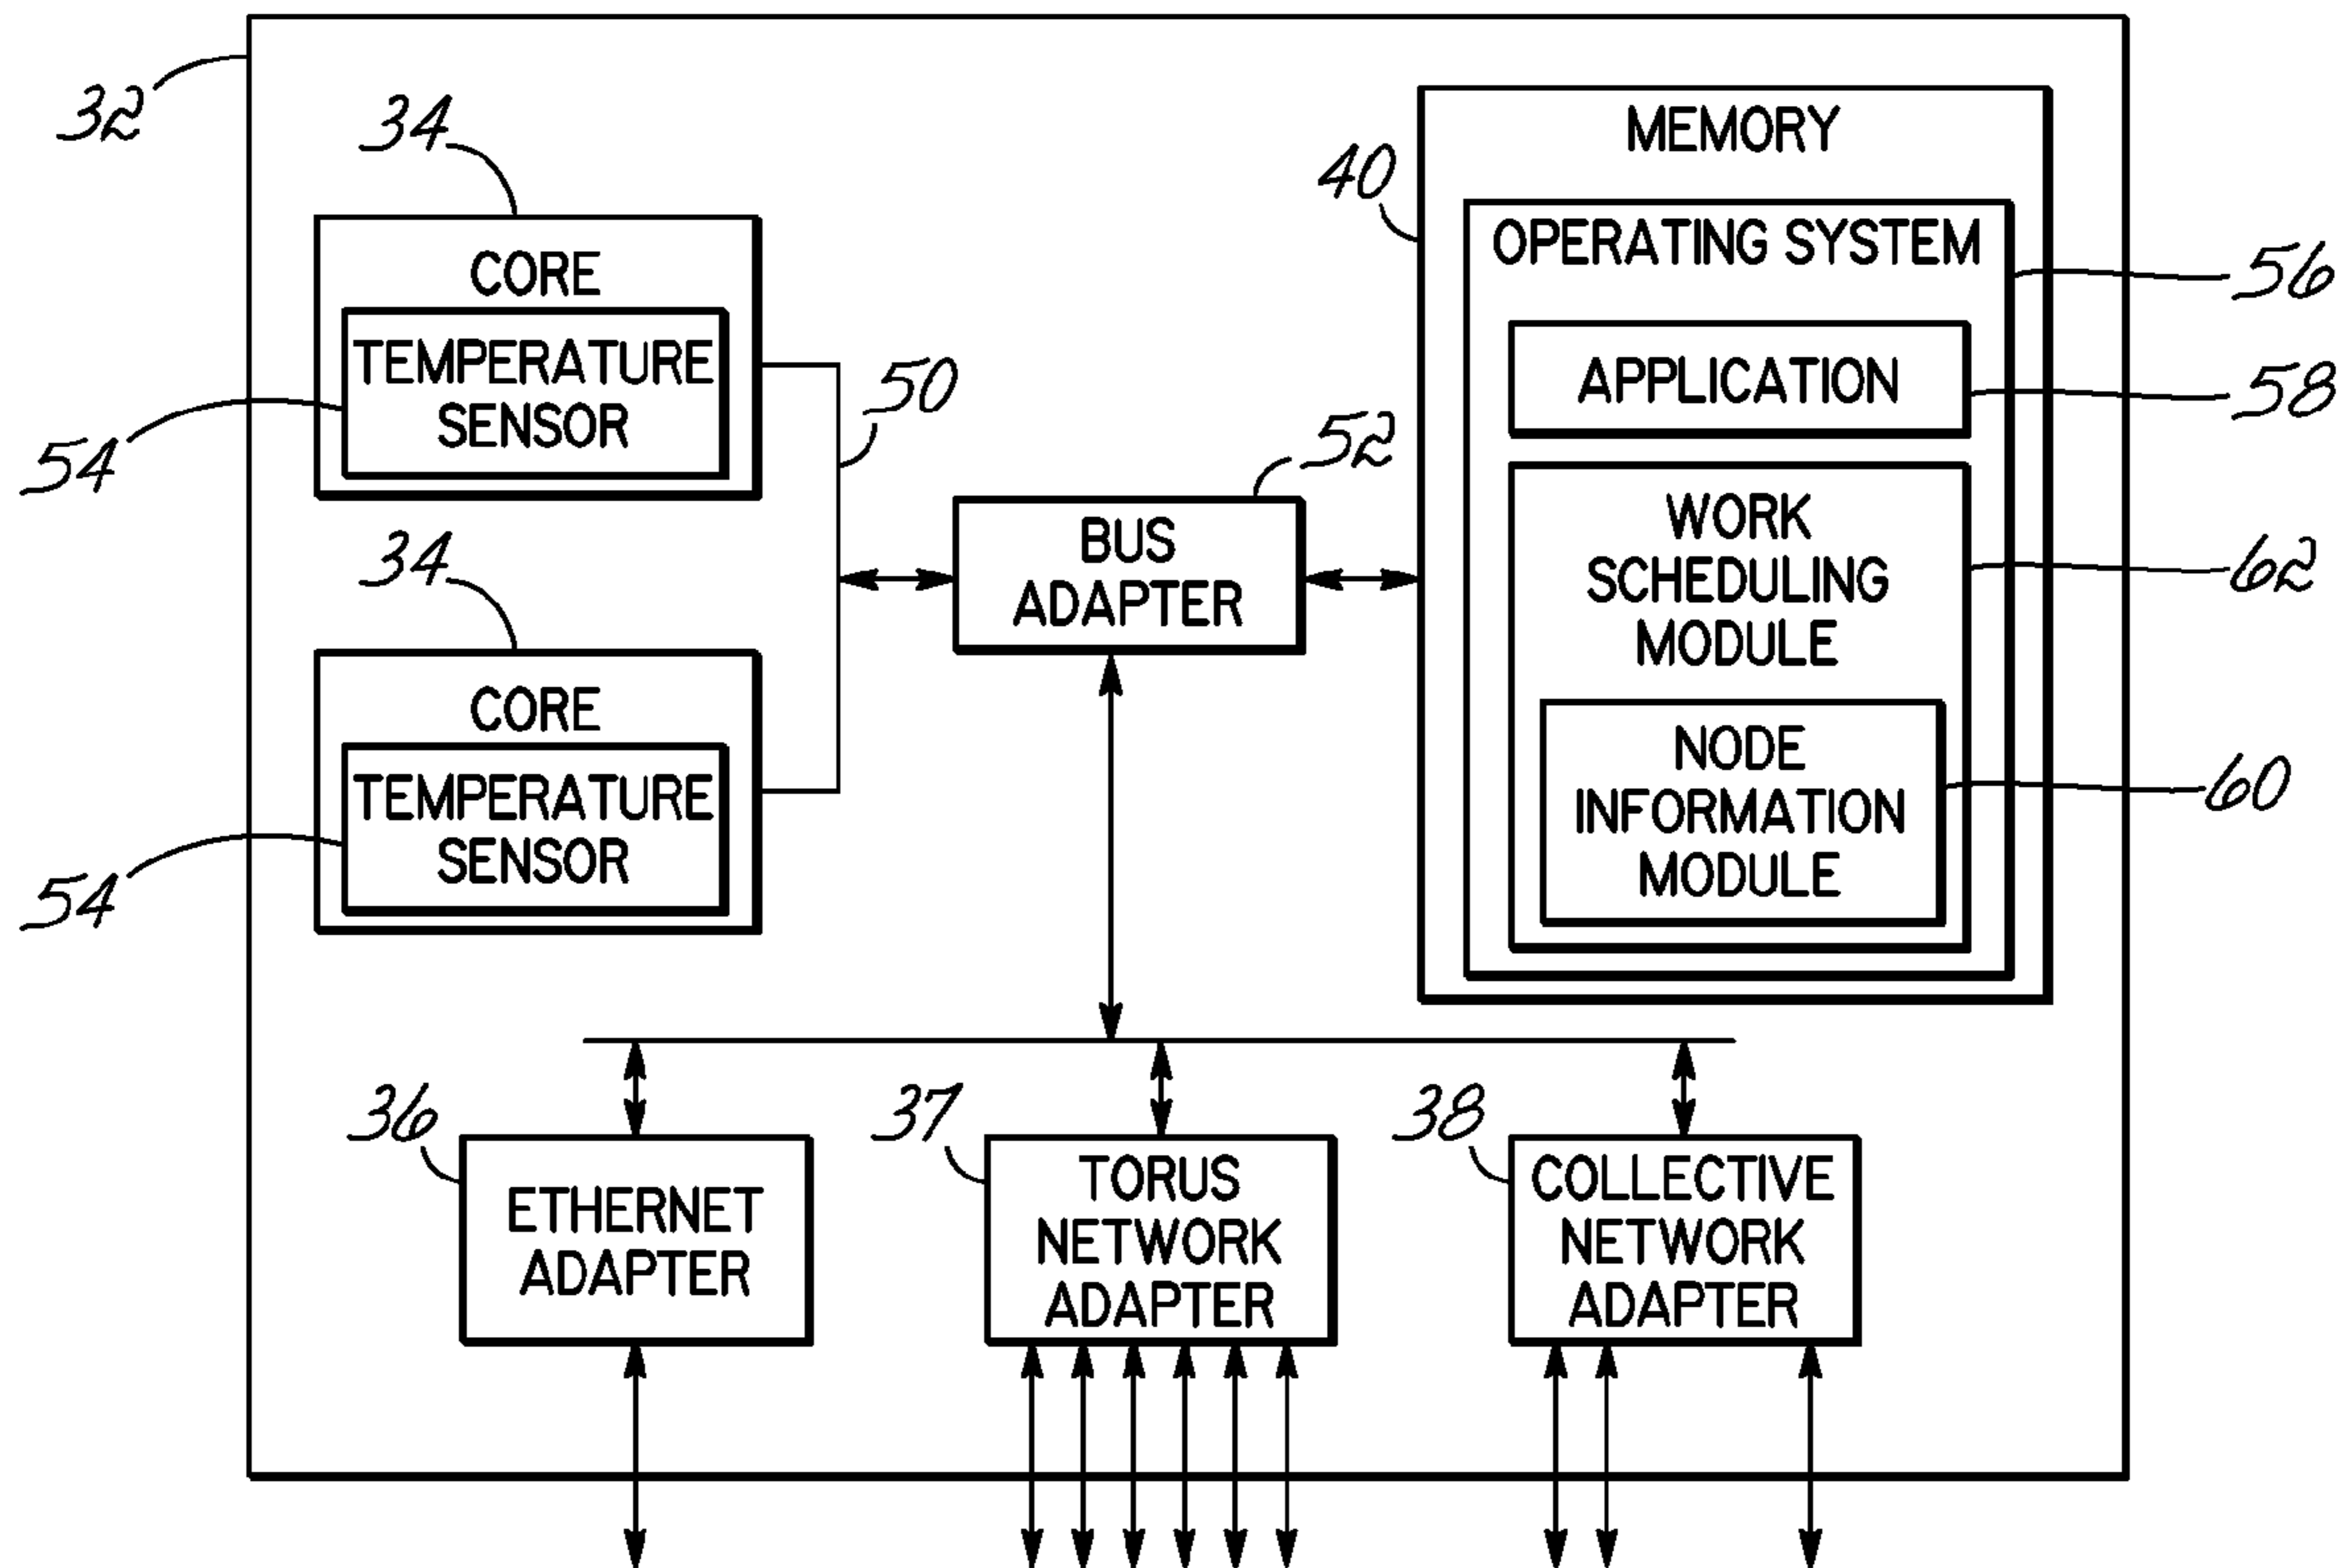 32
34
CORE
TEMPERATURE
SENSOR
54
34
CORE
TEMPERATURE
SENSOR
54
50
52
BUS
ADAPTER
40
MEMORY
OPERATING SYSTEM
56
APPLICATION
58
WORK
SCHEDULING
MODULE
62
NODE
INFORMATION
MODULE
60
36
ETHERNET
ADAPTER
37
TORUS
NETWORK
ADAPTER
38
COLLECTIVE
NETWORK
ADAPTER